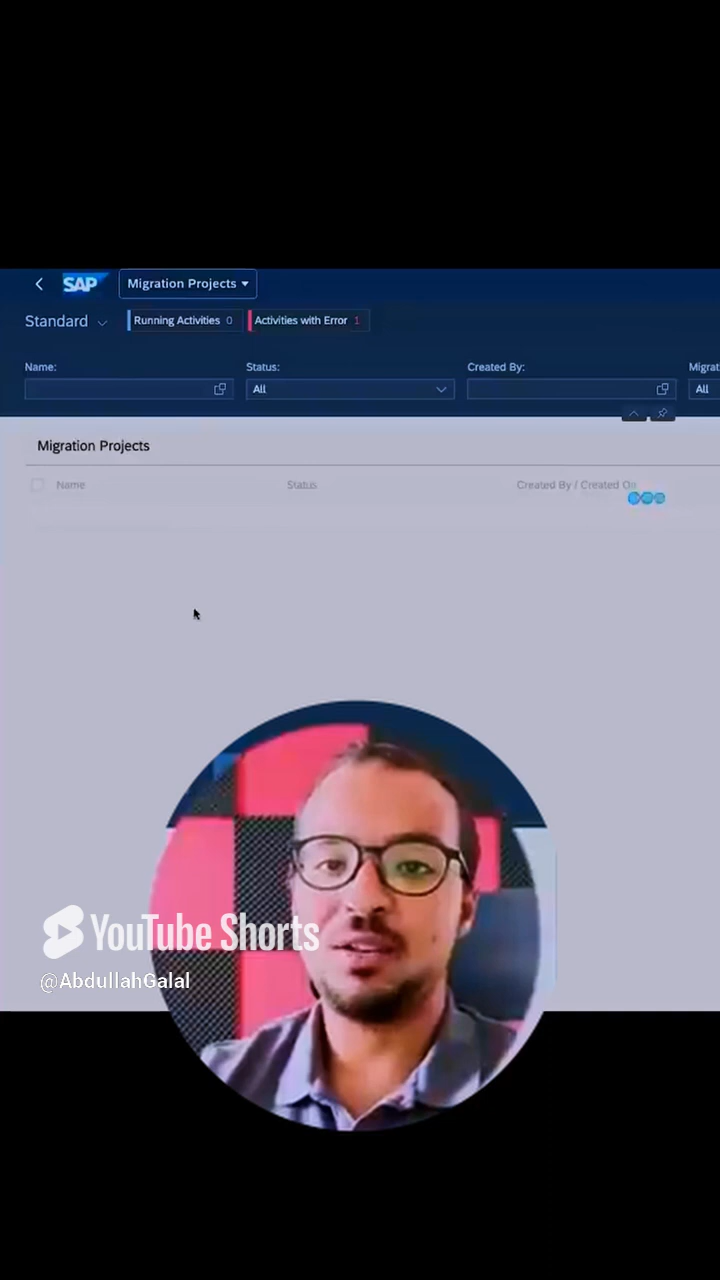 SAP Migration Projects
Standard Running Activities 0 Activities with Error 1
Name: Status: Created By: Migrat
All All
Migration Projects
Name Status Created By / Created On
YouTube Shorts
@AbdullahGalal